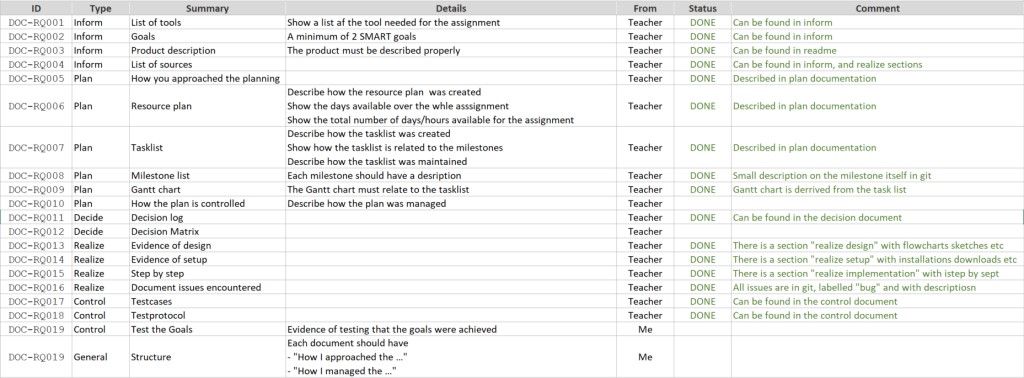 ID Type Summary Details From Status Comment
DOC-RQ001 Inform List of tools Show a list af the tool needed for the assignment Teacher DONE Can be found in inform
DOC-RQ002 Inform Goals A minimum of 2 SMART goals Teacher DONE Can be found in inform
DOC-RQ003 Inform Product description The product must be described properly Teacher DONE Can be found in readme
DOC-RQ004 Inform List of sources Teacher DONE Can be found in inform, and realize sections
DOC-RQ005 Plan How you approached the planning Teacher DONE Described in plan documentation
Describe how the resource plan was created
DOC-RQ006 Plan Resource plan Show the days available over the whle asssignment Teacher DONE Described in plan documentation
Show the total number of days/hours available for the assignment
Describe how the tasklist was created
DOC-RQ007 Plan Tasklist Show how the tasklist is related to the milestones Teacher DONE Described in plan documentation
Describe how the tasklist was maintained
DOC-RQ008 Plan Milestone list Each milestone should have a desription Teacher DONE Small description on the milestone itself in git
DOC-RQ009 Plan Gantt chart The Gantt chart must relate to the tasklist Teacher DONE Gantt chart is derrived from the task list
DOC-RQ010 Plan How the plan is controlled Describe how the plan was managed Teacher
DOC-RQ011 Decide Decision log Teacher DONE Can be found in the decision document
DOC-RQ012 Decide Decision Matrix Teacher
DOC-RQ013 Realize Evidence of design Teacher DONE There is a section "realize design" with flowcharts sketches etc
DOC-RQ014 Realize Evidence of setup Teacher DONE There is a section "realize setup" with installations downloads etc
DOC-RQ015 Realize Step by step Teacher DONE There is a section "realize implementation" with istep by sept
DOC-RQ016 Realize Document issues encountered Teacher DONE All issues are in git, labelled "bug" and with descriptiosn
DOC-RQ017 Control Testcases Teacher DONE Can be found in the control document
DOC-RQ018 Control Testprotocol Teacher DONE Can be found in the control document
DOC-RQ019 Control Test the Goals Evidence of testing that the goals were achieved Me
Each document should have
DOC-RQ019 General Structure - "How I approached the ..." Me
- "How I managed the ..."